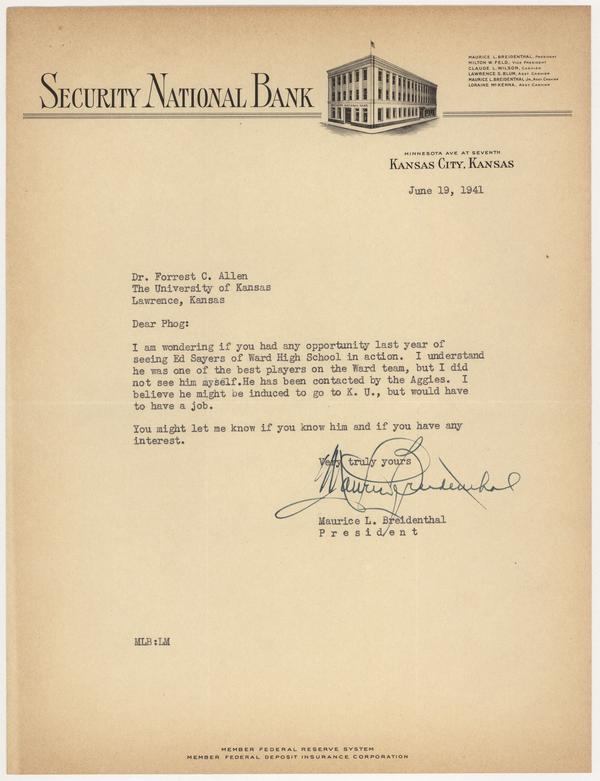 SECURITY NATIONAL BANK
MAURICE L. BREIDENTHAL, PRESIDENT
MILTON W. FELD, VICE PRESIDENT
CLAUDE L. WILSON, CASHIER
LAWRENCE S. BLUM, ASST CASHIER
MAURICE L. BREIDENTHAL JR., ASST CASHIER
LORAINE McKENNA, ASST CASHIER
MINNESOTA AVE AT SEVENTH
KANSAS CITY, KANSAS
June 19, 1941
Dr. Forrest C. Allen
The University of Kansas
Lawrence, Kansas
Dear Phog:
I am wondering if you had any opportunity last year of
seeing Ed Sayers of Ward High School in action. I understand
he was one of the best players on the Ward team, but I did
not see him myself.He has been contacted by the Aggies. I
believe he might be induced to go to K. U., but would have
to have a job.
You might let me know if you know him and if you have any
interest.
Very truly yours
Maurice L. Breidenthal
Maurice L. Breidenthal
P r e s i d e n t
MLB:LM
MEMBER FEDERAL RESERVE SYSTEM
MEMBER FEDERAL DEPOSIT INSURANCE CORPORATION